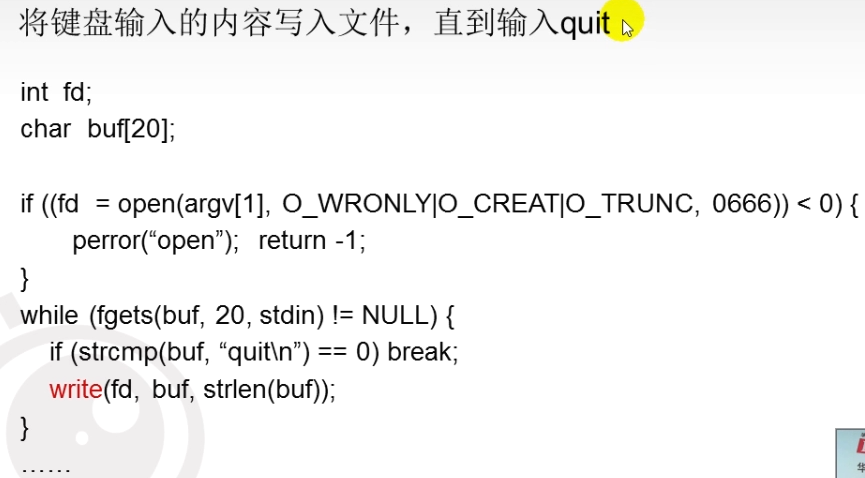 将键盘输入的内容写入文件，直到输入quit
int  fd;
char  buf[20];
if ((fd  = open(argv[1], O_WRONLY|O_CREAT|O_TRUNC, 0666)) < 0) {
perror(“open”);  return -1;
}
while (fgets(buf, 20, stdin) != NULL) {
if (strcmp(buf, “quit\n”) == 0) break;
write(fd, buf, strlen(buf));
}
……